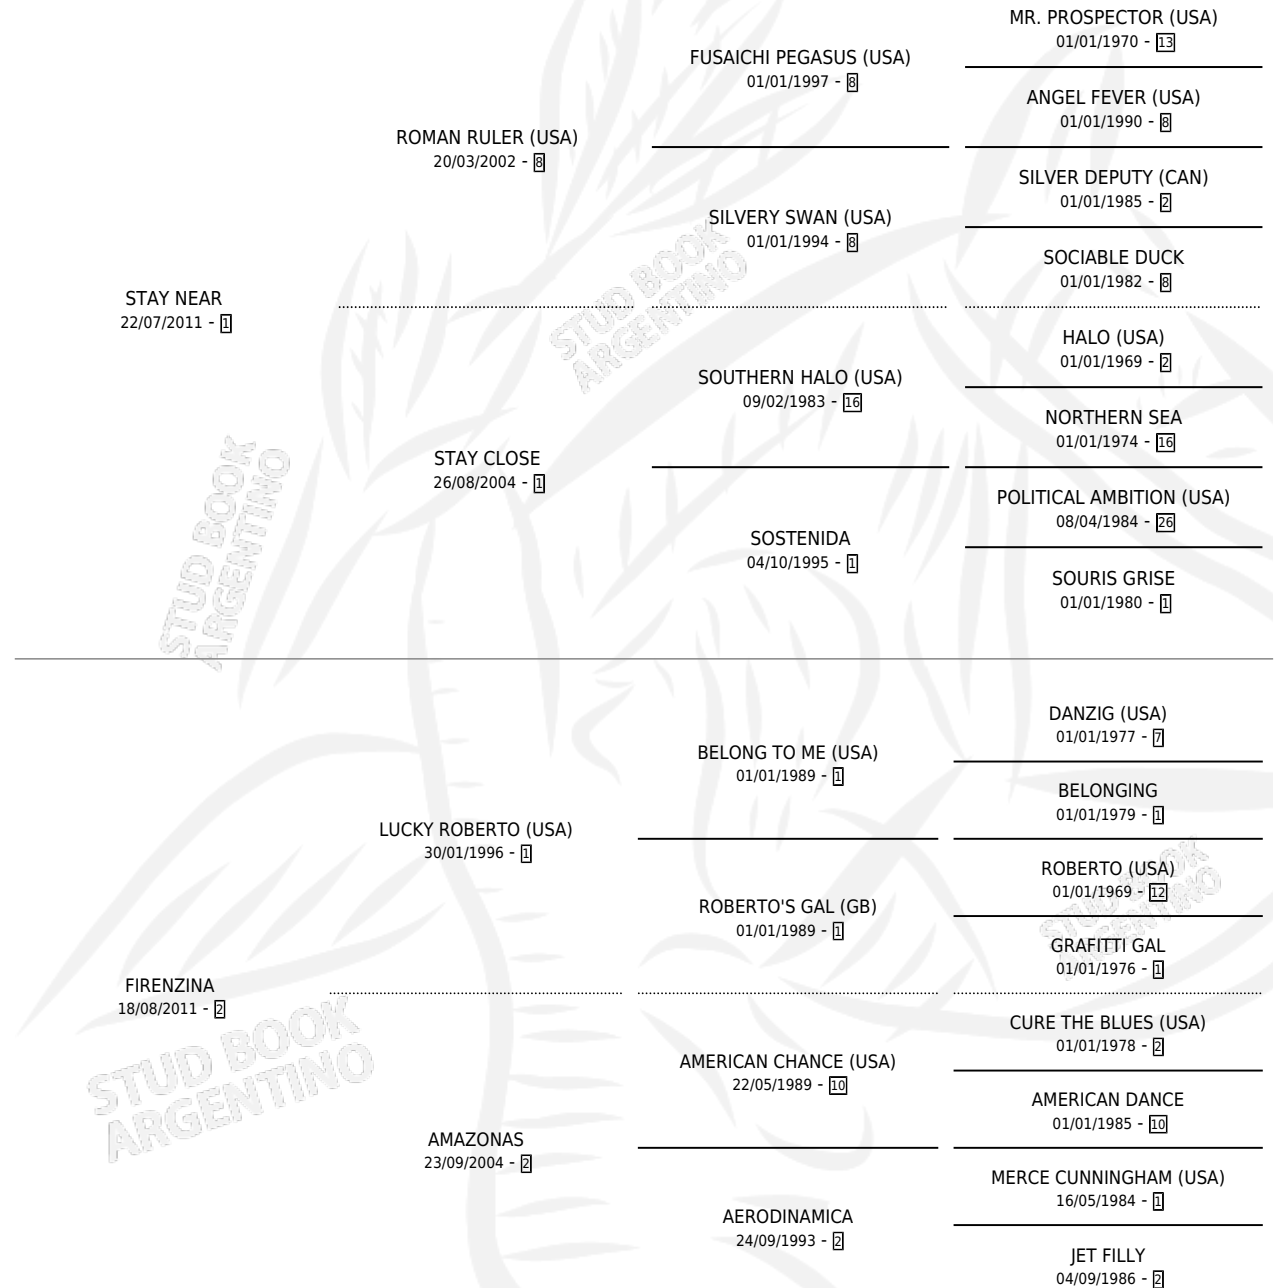 MR. PROSPECTOR (USA)
01/01/1970 - 13
FUSAICHI PEGASUS (USA)
01/01/1997 - 8
ANGEL FEVER (USA)
01/01/1990 - 8
ROMAN RULER (USA)
20/03/2002 - 8
SILVER DEPUTY (CAN)
01/01/1985 - 2
SILVERY SWAN (USA)
01/01/1994 - 8
SOCIABLE DUCK
01/01/1982 - 8
STAY NEAR
22/07/2011 - 1
HALO (USA)
01/01/1969 - 2
SOUTHERN HALO (USA)
09/02/1983 - 16
NORTHERN SEA
01/01/1974 - 16
STAY CLOSE
26/08/2004 - 1
POLITICAL AMBITION (USA)
08/04/1984 - 26
SOSTENIDA
04/10/1995 - 1
SOURIS GRISE
01/01/1980 - 1
DANZIG (USA)
01/01/1977 - 7
BELONG TO ME (USA)
01/01/1989 - 1
BELONGING
01/01/1979 - 1
LUCKY ROBERTO (USA)
30/01/1996 - 1
ROBERTO (USA)
01/01/1969 - 12
ROBERTO'S GAL (GB)
01/01/1989 - 1
GRAFITTI GAL
01/01/1976 - 1
FIRENZINA
18/08/2011 - 2
CURE THE BLUES (USA)
01/01/1978 - 2
AMERICAN CHANCE (USA)
22/05/1989 - 10
AMERICAN DANCE
01/01/1985 - 10
AMAZONAS
23/09/2004 - 2
MERCE CUNNINGHAM (USA)
16/05/1984 - 1
AERODINAMICA
24/09/1993 - 2
JET FILLY
04/09/1986 - 2
STUD BOOK
ARGENTINO
STUD BOOK
ARGENTINO
STUD BOOK
ARGENTINO
STUD BOOK
ARGENTINO